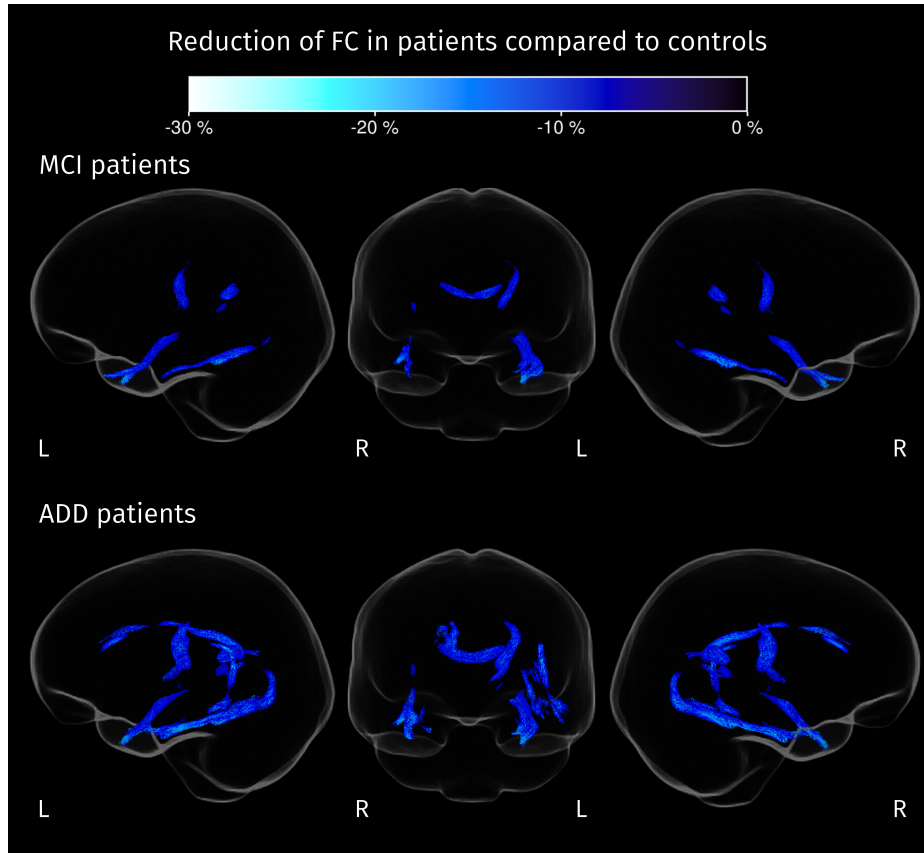 Reduction of FC in patients compared to controls
-30 % -20 % -10 % 0 %
MCI patients
L R L R
ADD patients
L R L R